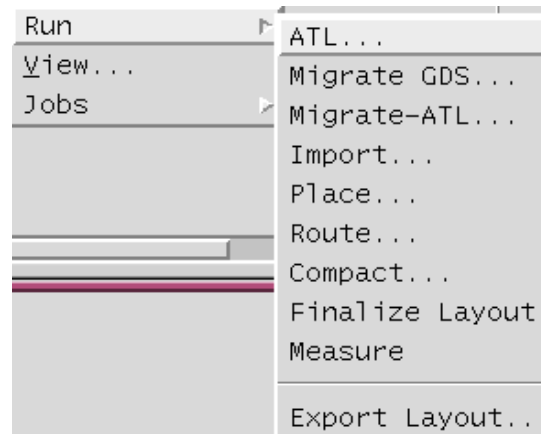 Run
View...
Jobs
ATL...
Migrate GDS...
Migrate-ATL...
Import...
Place...
Route...
Compact...
Finalize Layout
Measure
Export Layout..